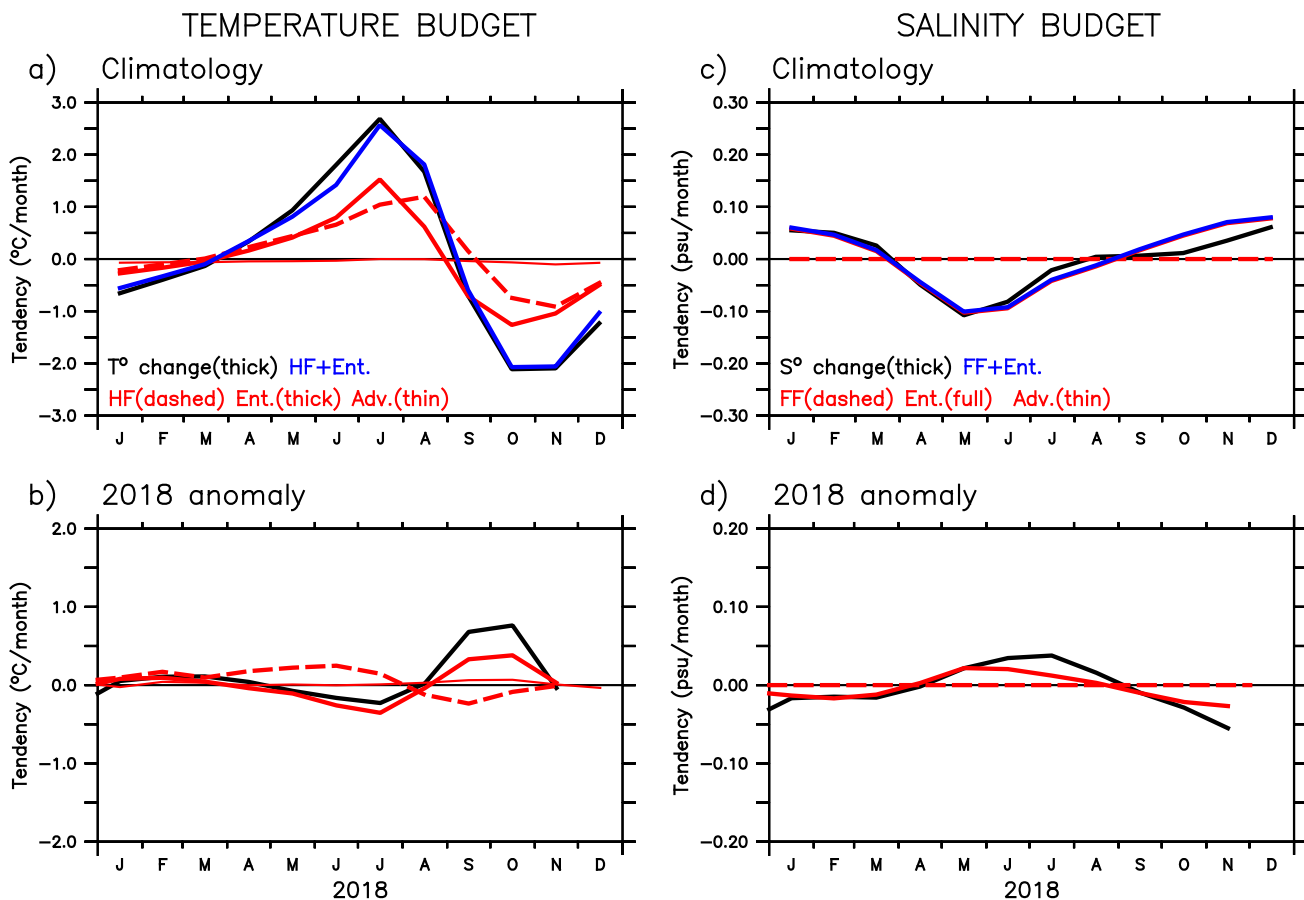 TEMPERATURE BUDGET
SALINITY BUDGET
a) Climatology
3.0
2.0
1.0
0.0
−1.0
−2.0
−3.0
Tendency (ºC/month)
Tº change(thick) HF+Ent.
HF(dashed) Ent.(thick) Adv.(thin)
J F M A M J J A S O N D
c) Climatology
0.30
0.20
0.10
0.00
−0.10
−0.20
−0.30
Tendency (psu/month)
Sº change(thick) FF+Ent.
FF(dashed) Ent.(full) Adv.(thin)
J F M A M J J A S O N D
b) 2018 anomaly
2.0
1.0
0.0
−1.0
−2.0
Tendency (ºC/month)
J F M A M J J A S O N D
2018
d) 2018 anomaly
0.20
0.10
0.00
−0.10
−0.20
Tendency (psu/month)
J F M A M J J A S O N D
2018